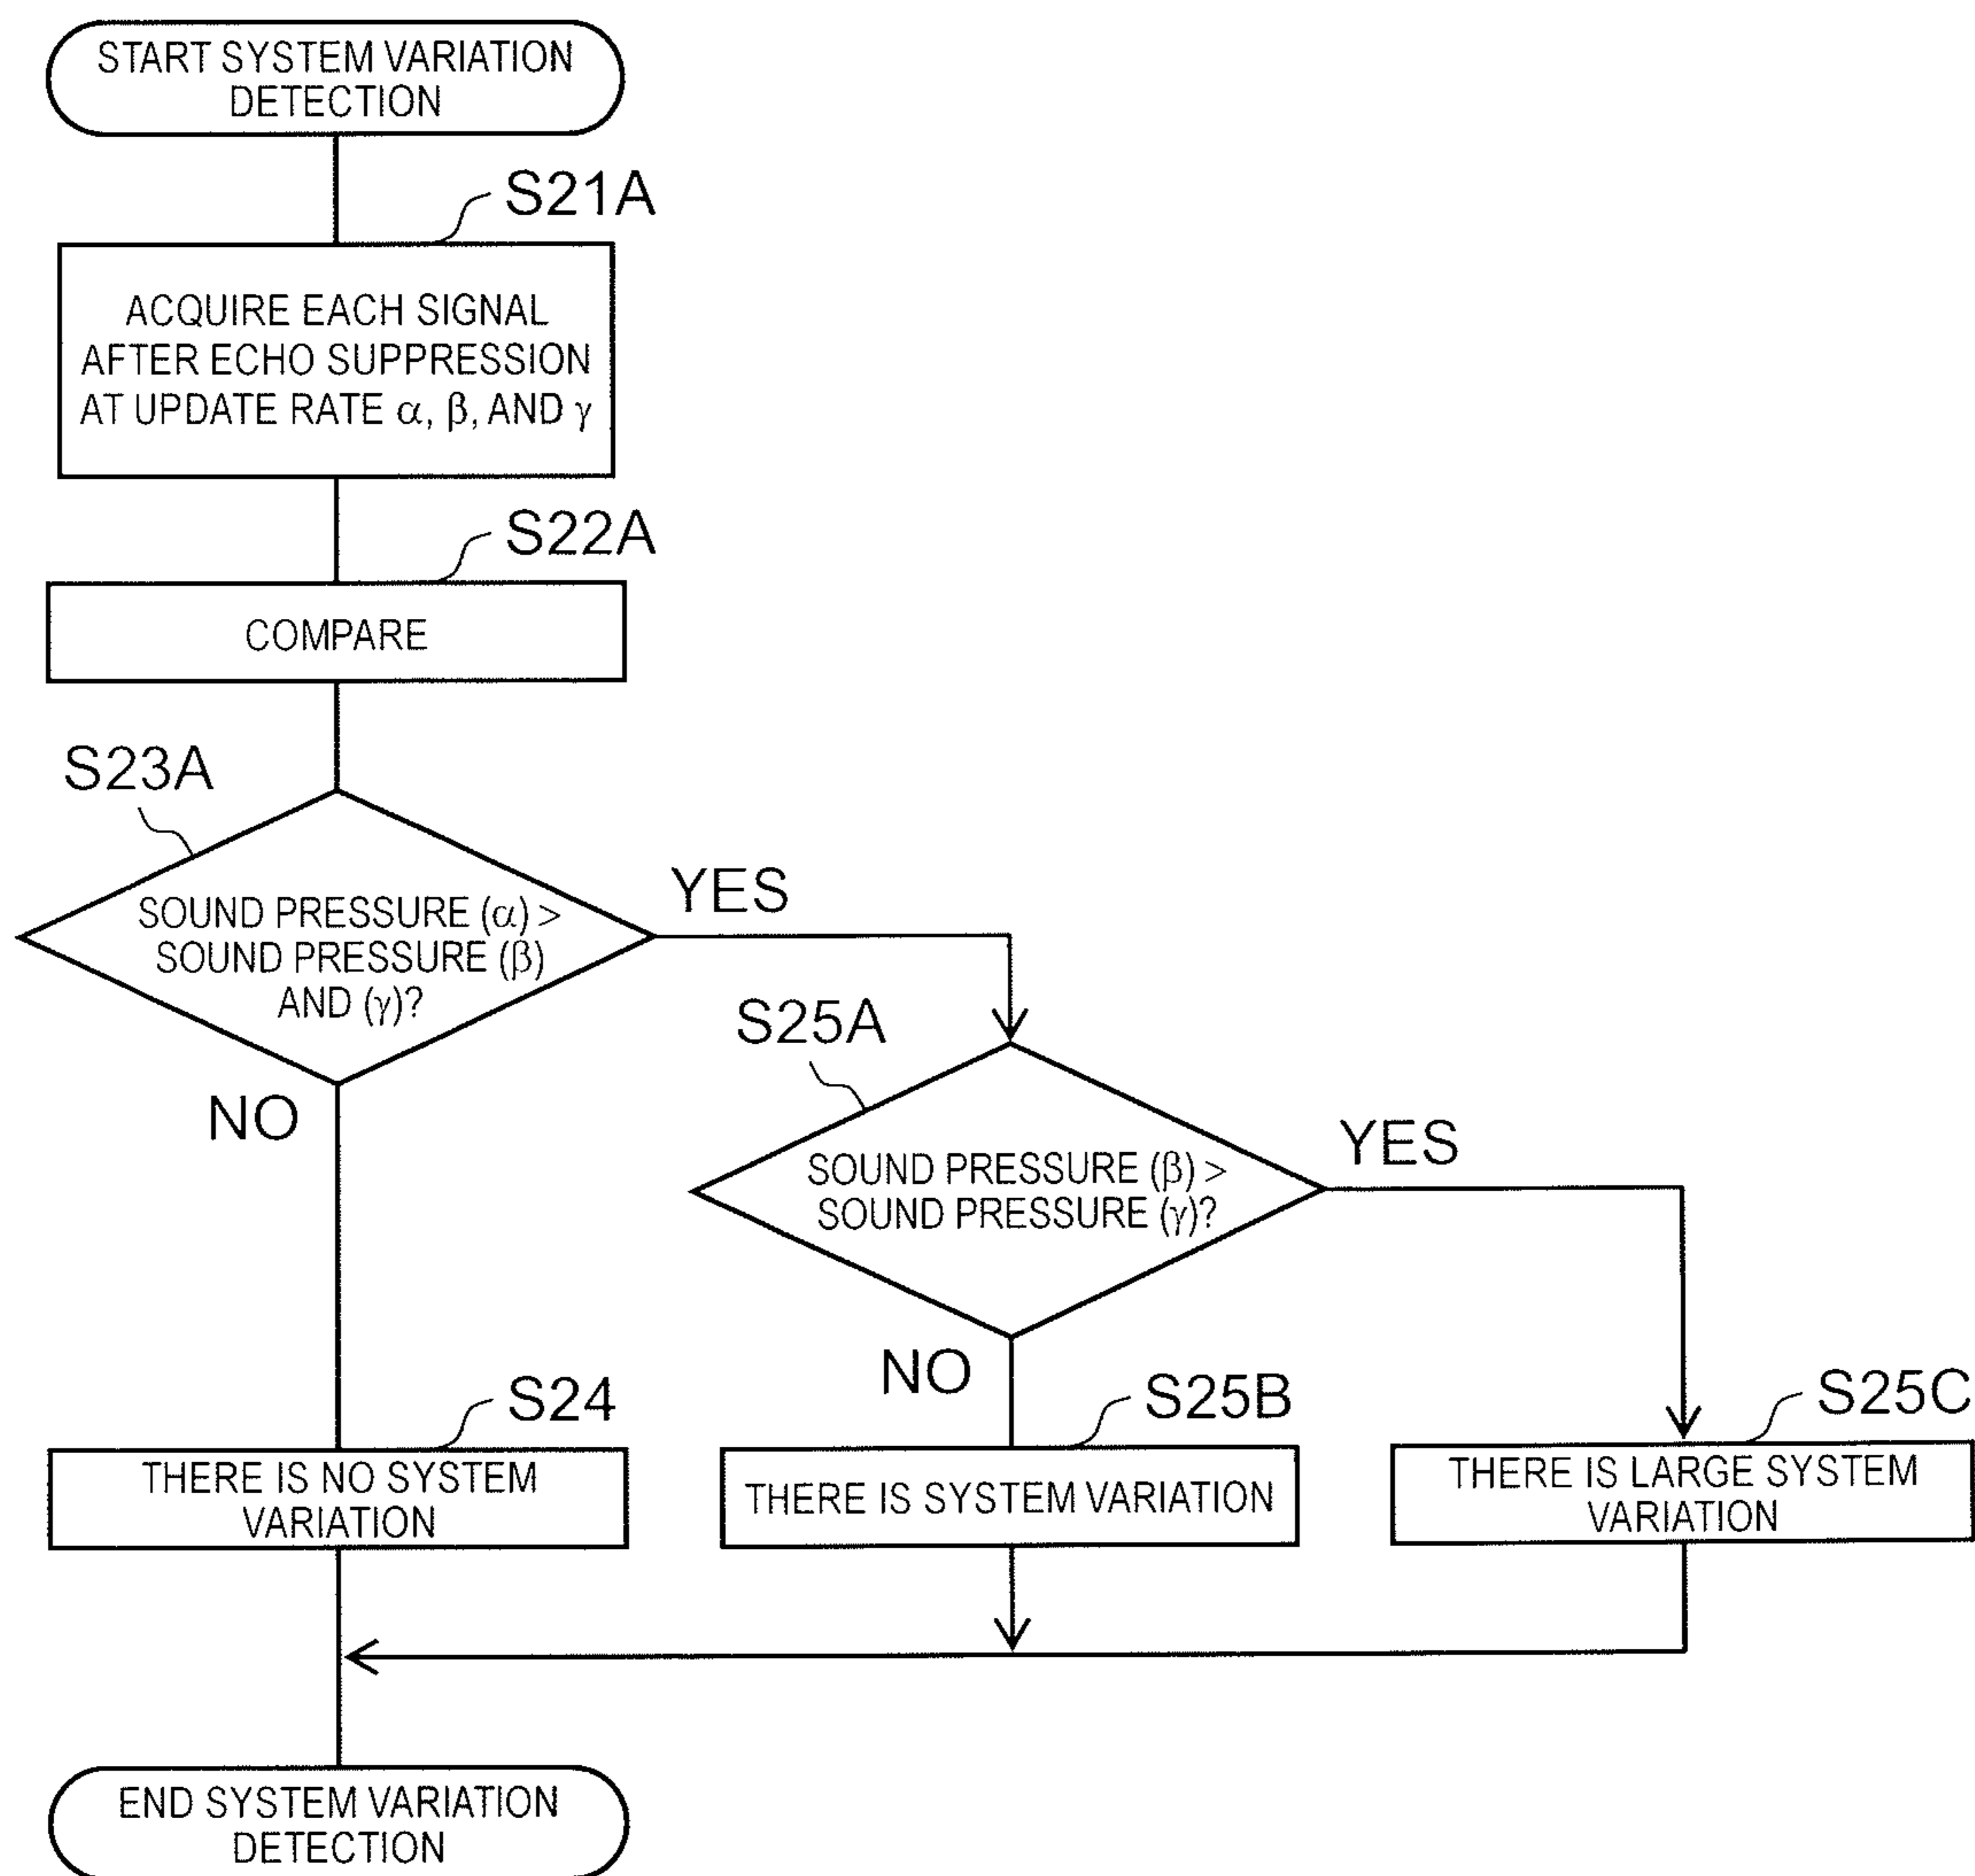 START SYSTEM VARIATION
DETECTION
S21A
ACQUIRE EACH SIGNAL
AFTER ECHO SUPPRESSION
AT UPDATE RATE α, β, AND γ
S22A
COMPARE
S23A
SOUND PRESSURE (α) >
SOUND PRESSURE (β)
AND (γ)?
YES
NO
S25A
SOUND PRESSURE (β) >
SOUND PRESSURE (γ)?
YES
NO
S24
THERE IS NO SYSTEM
VARIATION
S25B
THERE IS SYSTEM VARIATION
S25C
THERE IS LARGE SYSTEM
VARIATION
END SYSTEM VARIATION
DETECTION